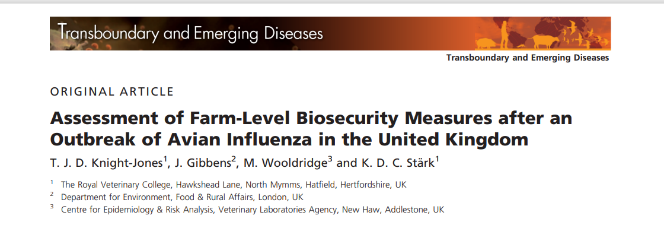 Transboundary and Emerging Diseases
Transboundary and Emerging Diseases
ORIGINAL ARTICLE
Assessment of Farm-Level Biosecurity Measures after an
Outbreak of Avian Influenza in the United Kingdom
T. J. D. Knight-Jones1, J. Gibbens2, M. Wooldridge3 and K. D. C. Stärk1
1 The Royal Veterinary College, Hawkshead Lane, North Mymms, Hatfield, Hertfordshire, UK
2 Department for Environment, Food & Rural Affairs, London, UK
3 Centre for Epidemiology & Risk Analysis, Veterinary Laboratories Agency, New Haw, Addlestone, UK